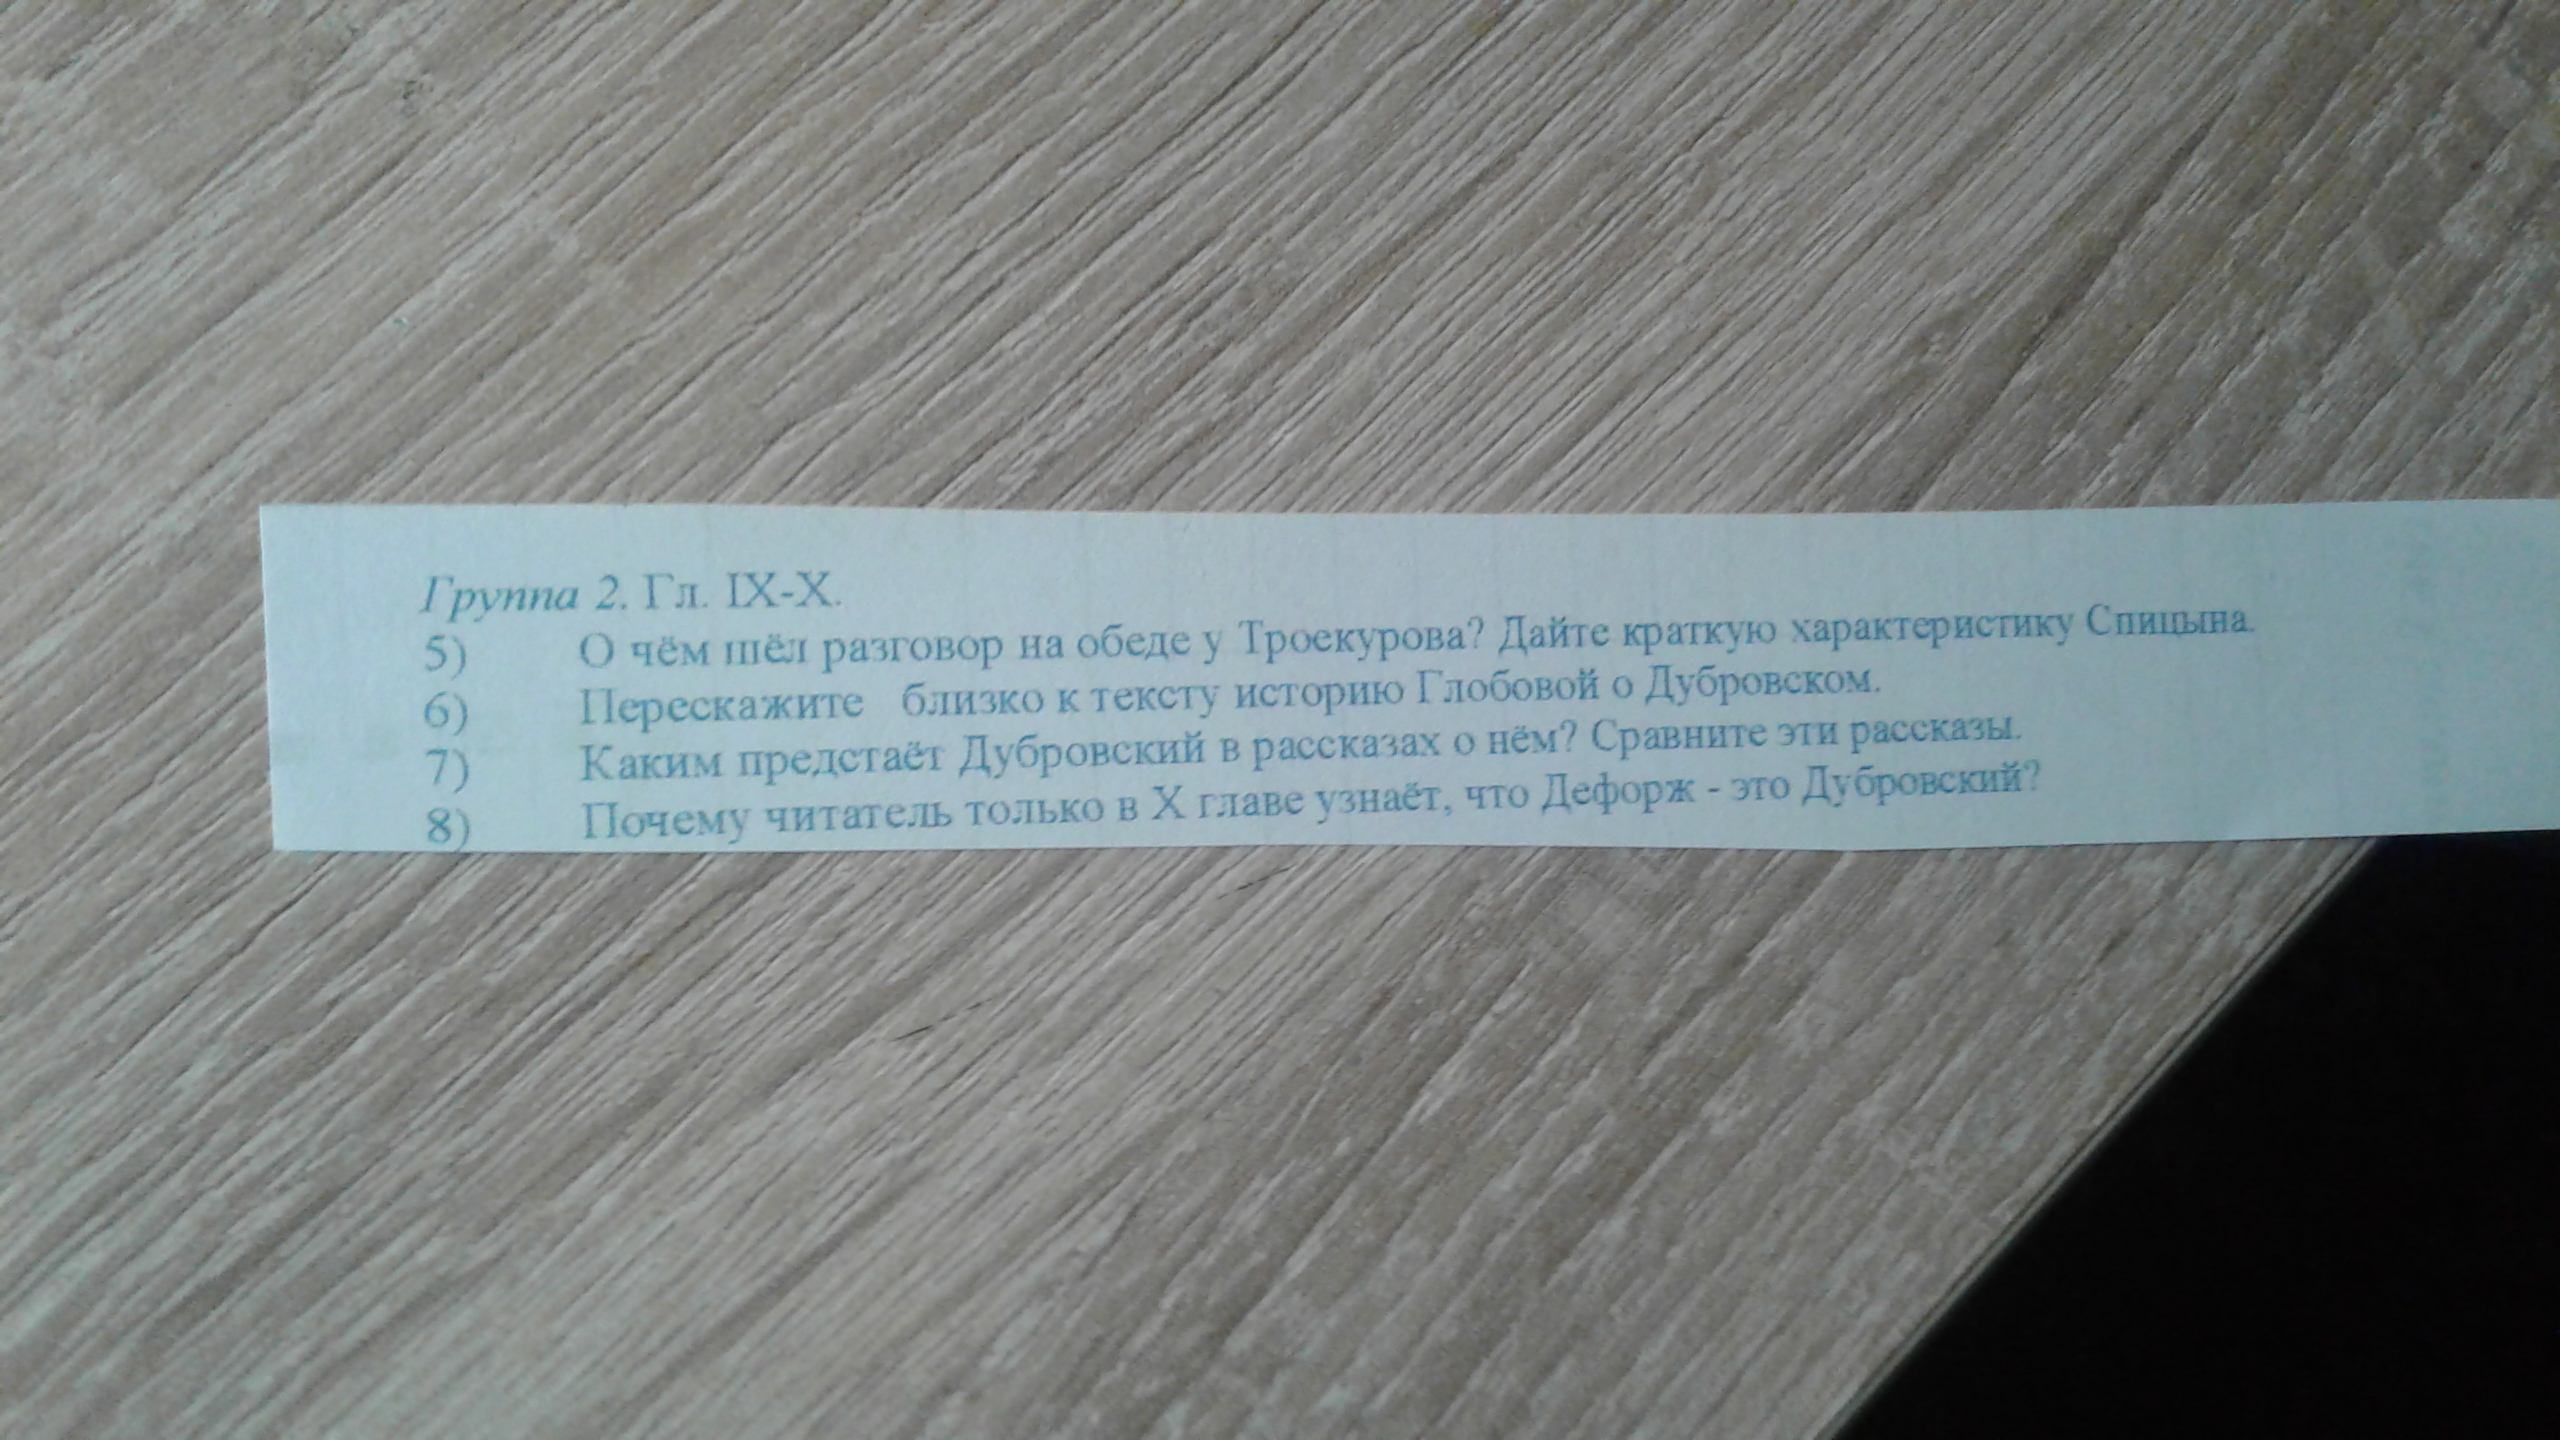 Группа 2. Гл. IX-X.
5) О чём шёл разговор на обеде у Троекурова? Дайте краткую характеристику Спицына.
6) Перескажите близко к тексту историю Глобовой о Дубровском.
7) Каким предстаёт Дубровский в рассказах о нём? Сравните эти рассказы.
8) Почему читатель только в X главе узнаёт, что Дефорж - это Дубровский?